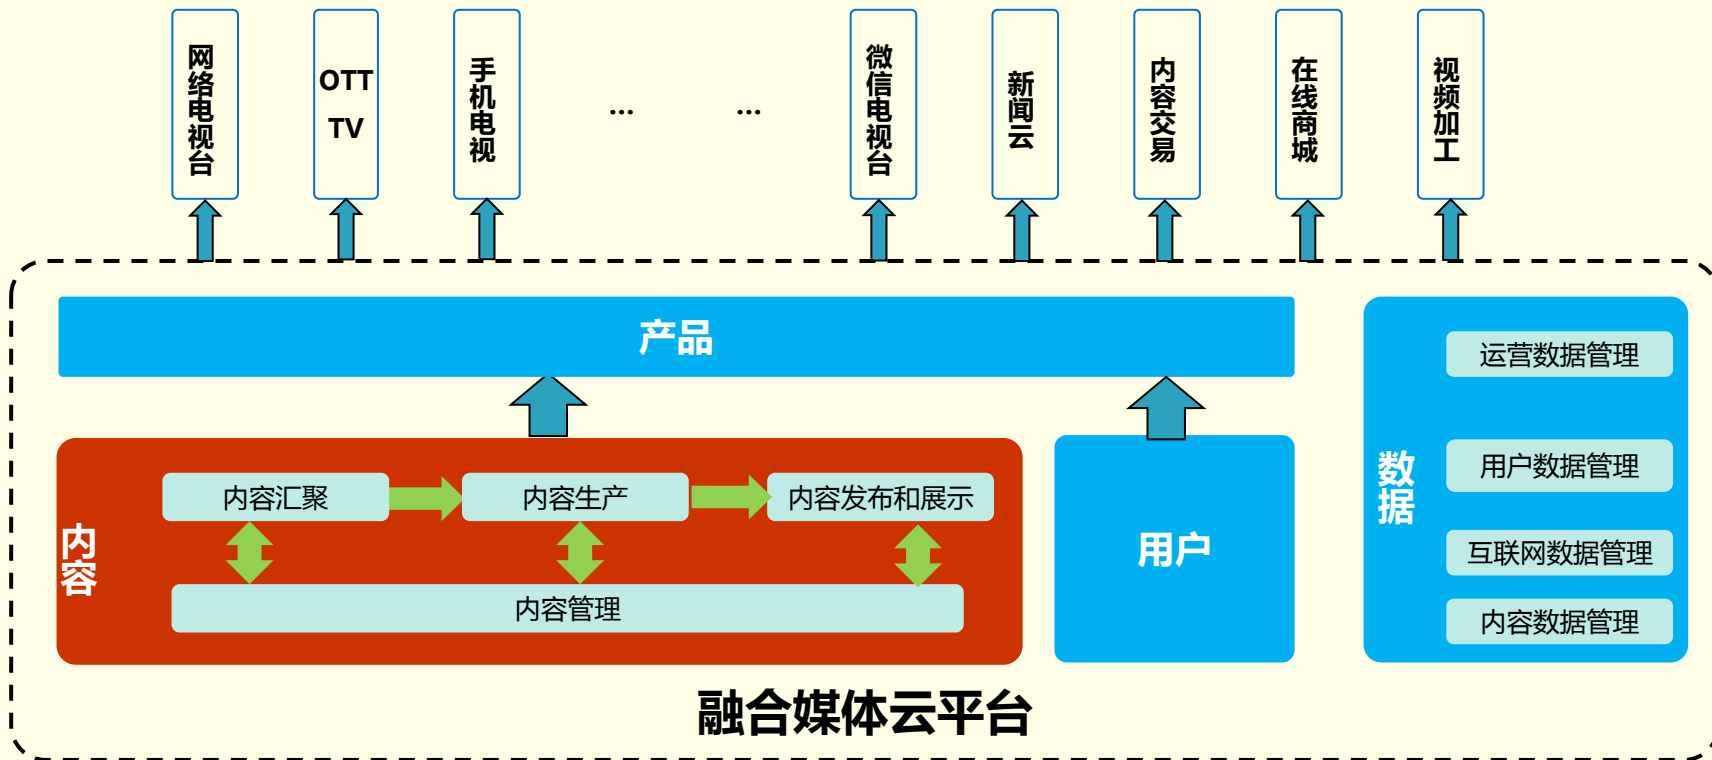 网络电视台
OTT
TV
手机电视
...
...
微信电视台
新闻云
内容交易
在线商城
视频加工
产品
运营数据管理
用户数据管理
互联网数据管理
内容数据管理
数据
内容
内容汇聚
内容生产
内容发布和展示
内容管理
用户
融合媒体云平台